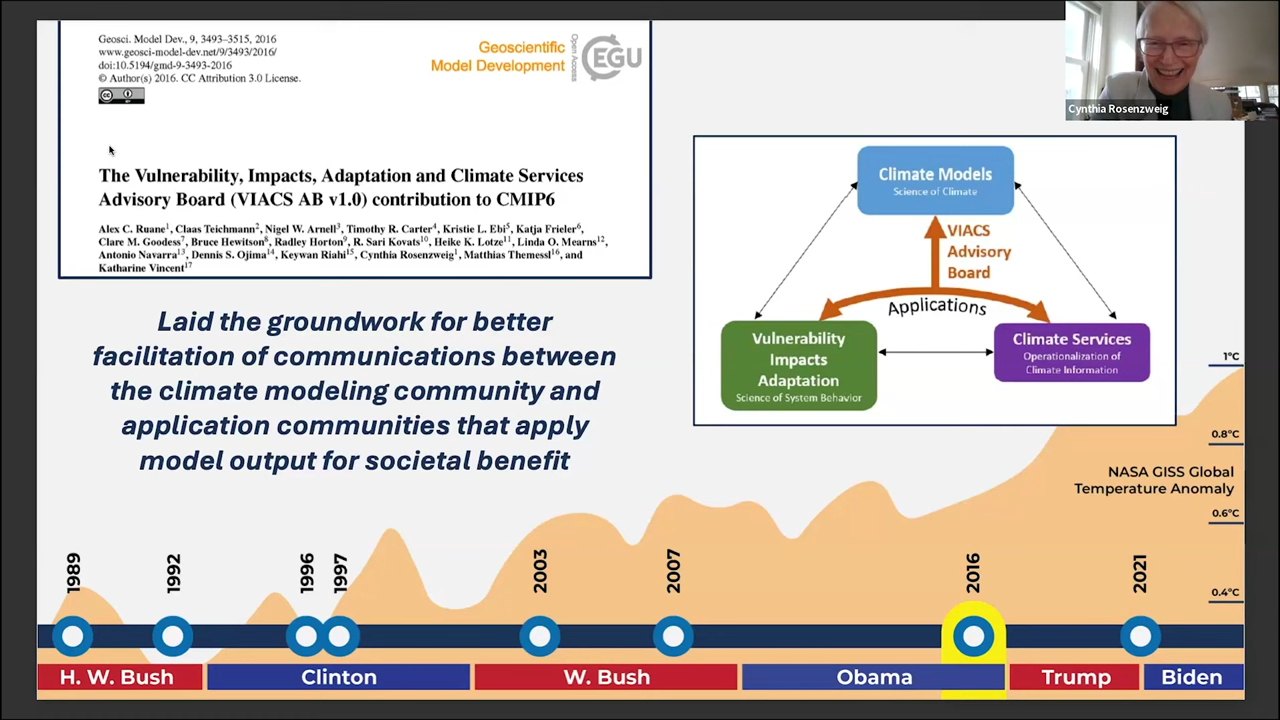 Geosci. Model Dev., 9, 3493–3515, 2016
www.geosci-model-dev.net/9/3493/2016/
doi:10.5194/gmd-9-3493-2016
© Author(s) 2016. CC Attribution 3.0 License.
Geoscientific
Model Development
Open Access
EGU
The Vulnerability, Impacts, Adaptation and Climate Services
Advisory Board (VIACS AB v1.0) contribution to CMIP6
Alex C. Ruane1, Claas Teichmann2, Nigel W. Arnell3, Timothy R. Carter4, Kristie L. Ebi5, Katja Frieler6,
Clare M. Goodess7, Bruce Hewitson8, Radley Horton9, R. Sari Kovats10, Heike K. Lotze11, Linda O. Mearns12,
Antonio Navarra13, Dennis S. Ojima14, Keywan Riahi15, Cynthia Rosenzweig1, Matthias Themessl16, and
Katharine Vincent17
Cynthia Rosenzweig
Laid the groundwork for better
facilitation of communications between
the climate modeling community and
application communities that apply
model output for societal benefit
Climate Models
Science of Climate
VIACS
Advisory
Board
Applications
Vulnerability
Impacts
Adaptation
Science of System Behavior
Climate Services
Operationalization of
Climate Information
1°C
0.8°C
NASA GISS Global
Temperature Anomaly
0.6°C
0.4°C
1989
1992
1996
1997
2003
2007
2016
2021
H. W. Bush
Clinton
W. Bush
Obama
Trump
Biden